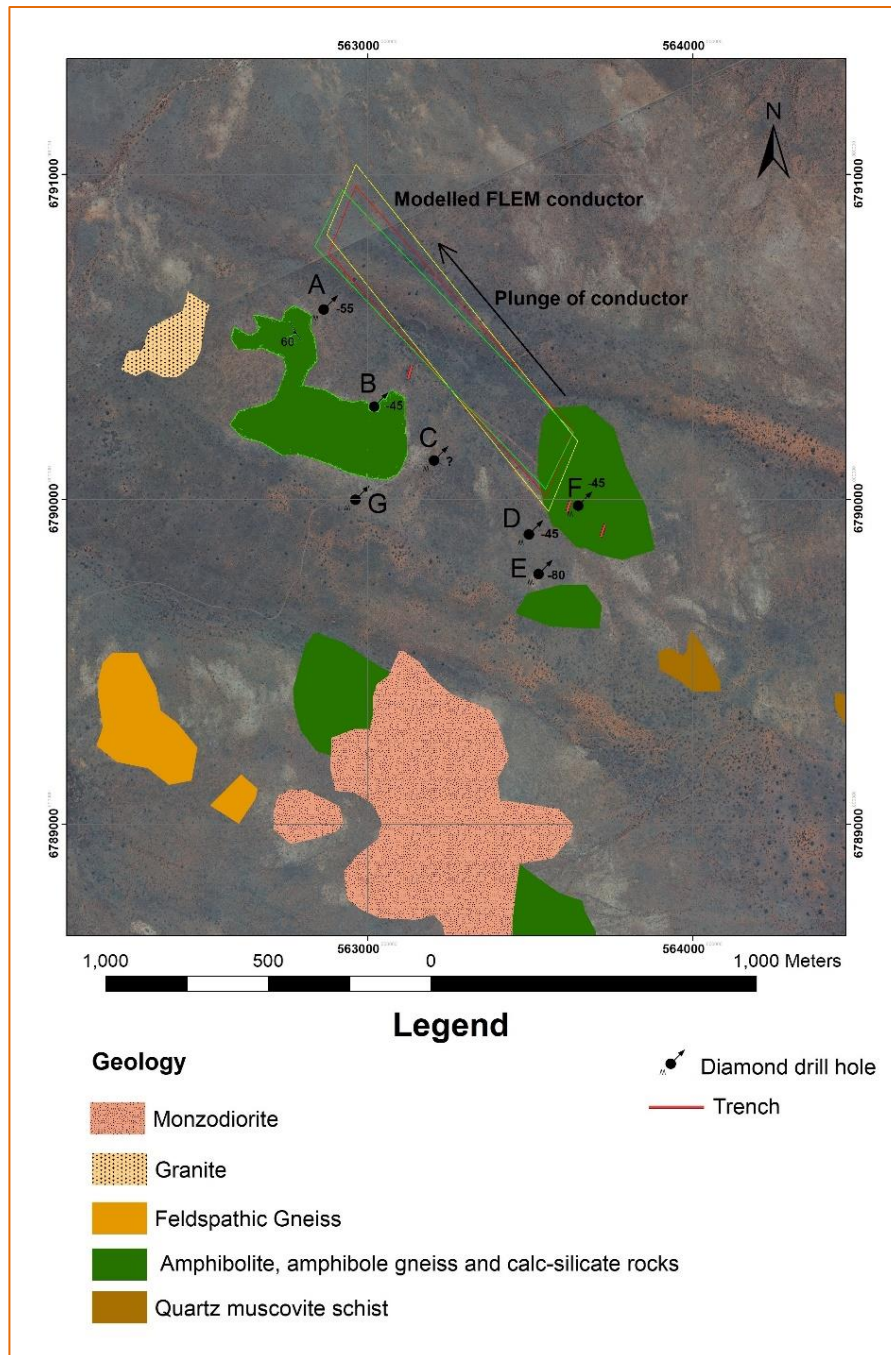 563000
564000
N
6791000
6791000
Modelled FLEM conductor
Plunge of conductor
A
-55
60
B
-45
C
?
G
F
-45
D
-45
E
-80
6790000
6790000
6789000
6789000
563000
564000
1,000
500
0
1,000 Meters
Legend
Geology
Diamond drill hole
Trench
Monzodiorite
Granite
Feldspathic Gneiss
Amphibolite, amphibole gneiss and calc-silicate rocks
Quartz muscovite schist